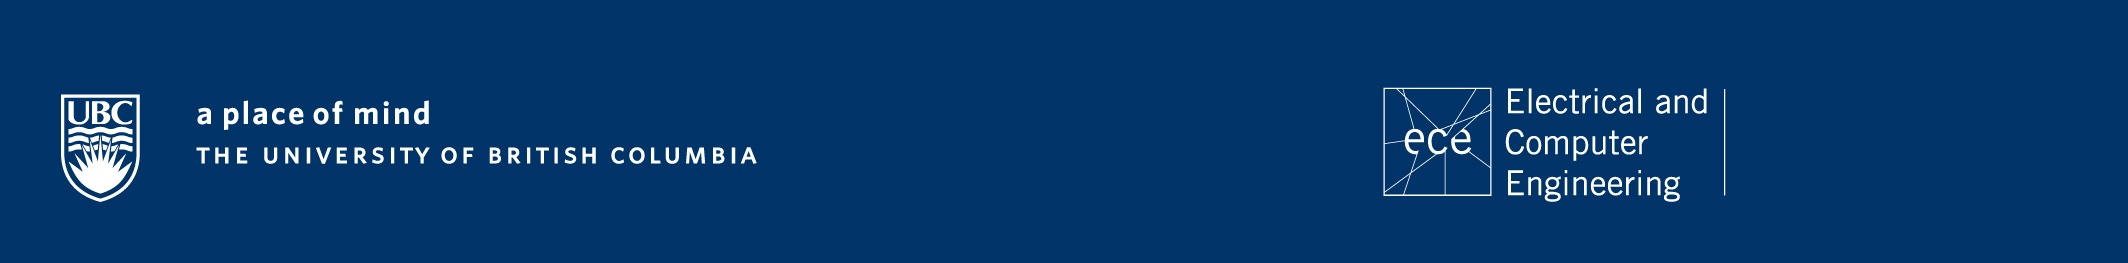 UBC
a place of mind
THE UNIVERSITY OF BRITISH COLUMBIA
ece
Electrical and
Computer
Engineering